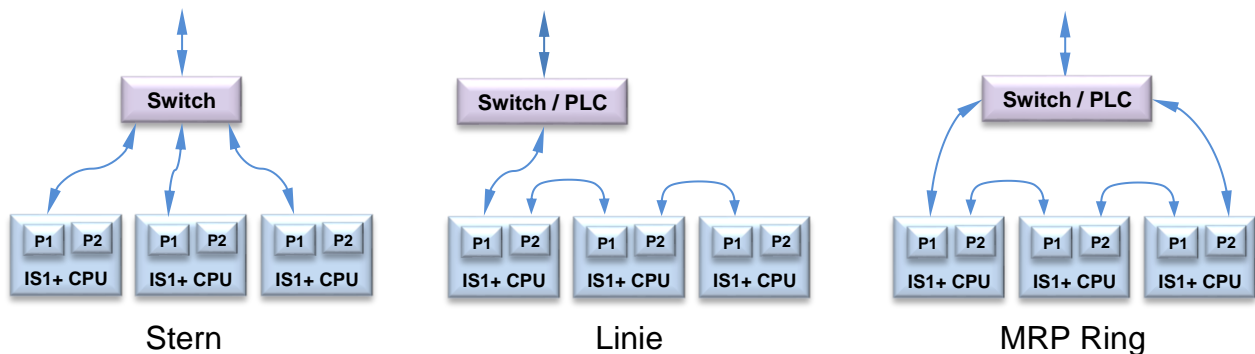 Switch
P1 P2 P1 P2 P1 P2
IS1+ CPU IS1+ CPU IS1+ CPU
Stern
Switch / PLC
P1 P2 P1 P2 P1 P2
IS1+ CPU IS1+ CPU IS1+ CPU
Linie
Switch / PLC
P1 P2 P1 P2 P1 P2
IS1+ CPU IS1+ CPU IS1+ CPU
MRP Ring